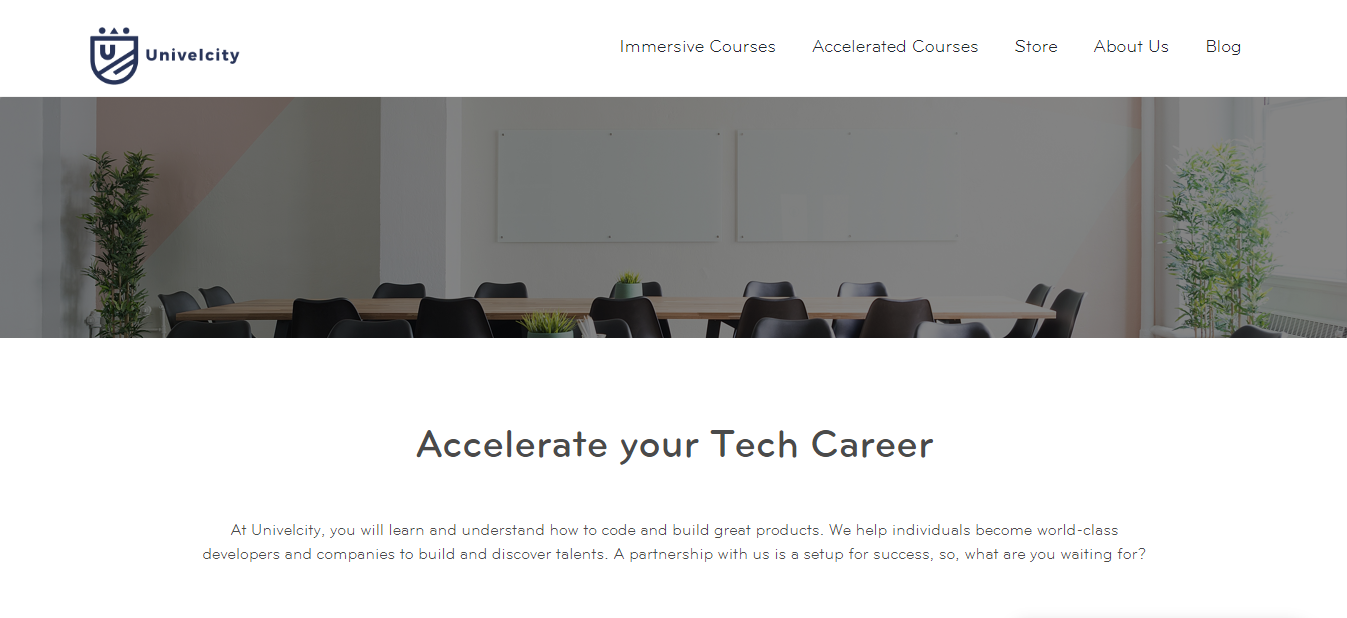 Univelcity
Immersive Courses Accelerated Courses Store About Us Blog
Accelerate your Tech Career
At Univelcity, you will learn and understand how to code and build great products. We help individuals become world-class
developers and companies to build and discover talents. A partnership with us is a setup for success, so, what are you waiting for?